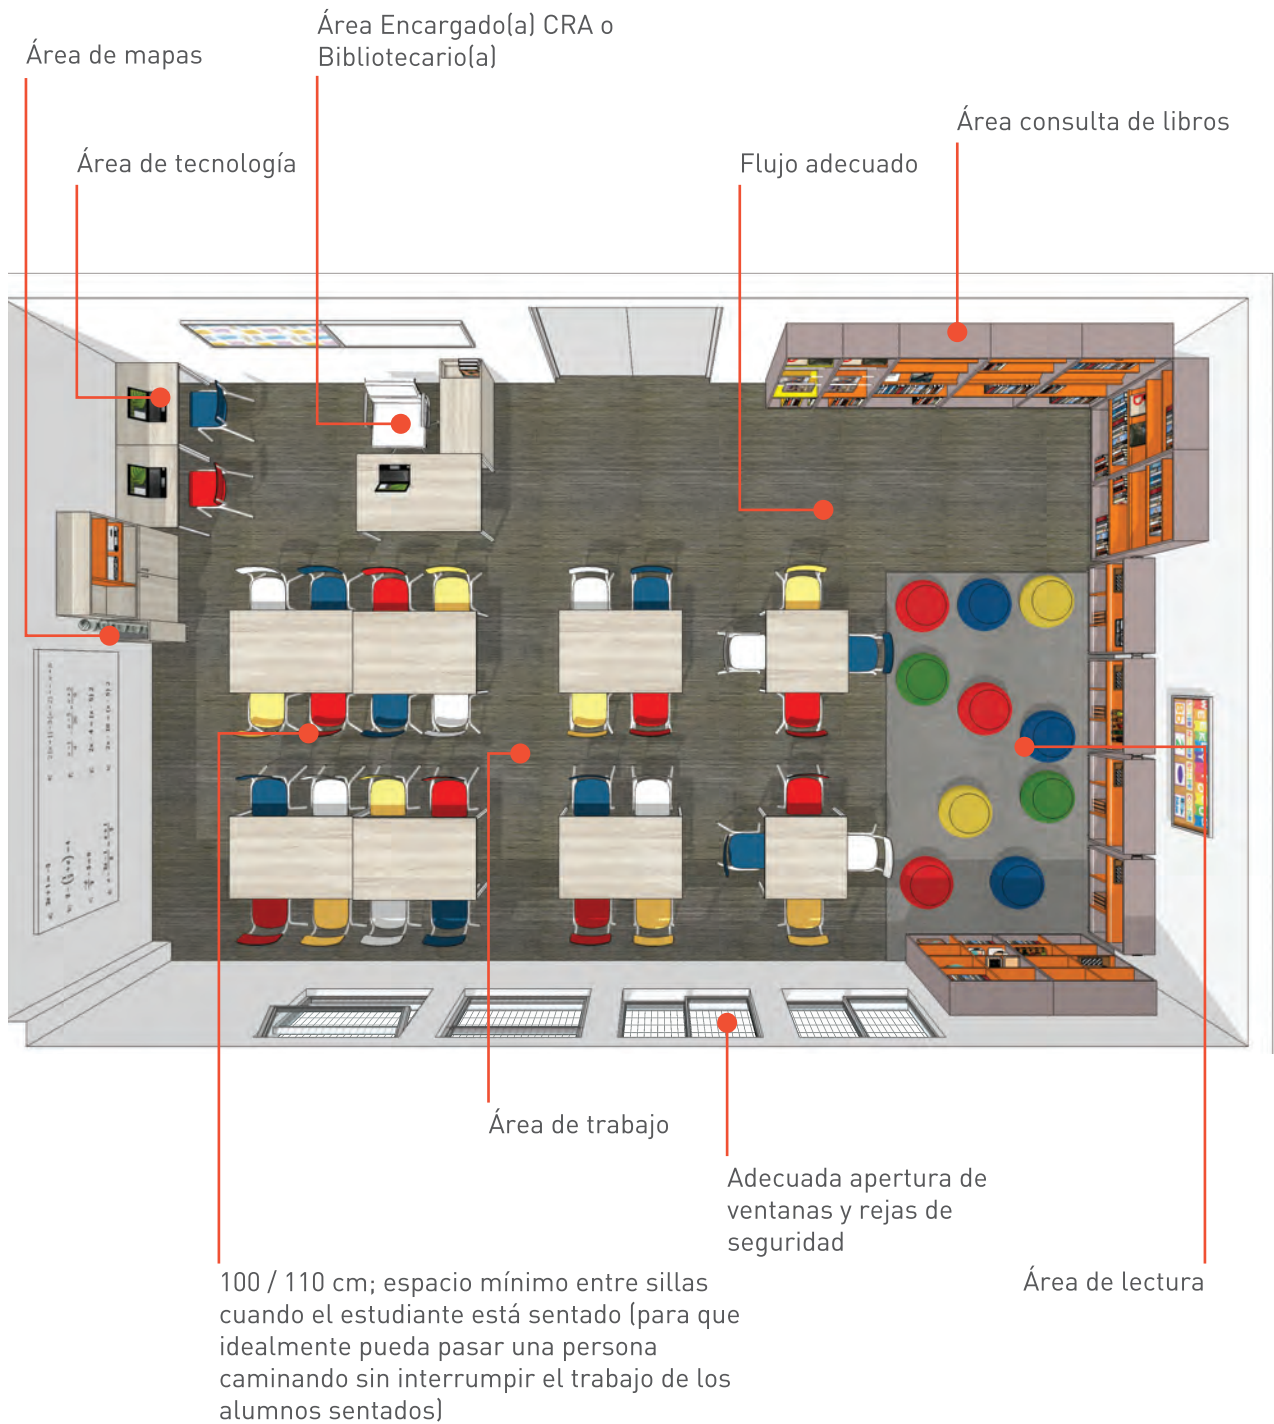 Área Encargado(a) CRA o
Bibliotecario(a)
Área de mapas
Área consulta de libros
Área de tecnología
Flujo adecuado
Área de trabajo
Adecuada apertura de
ventanas y rejas de
seguridad
100 / 110 cm; espacio mínimo entre sillas
cuando el estudiante está sentado (para que
idealmente pueda pasar una persona
caminando sin interrumpir el trabajo de los
alumnos sentados)
Área de lectura